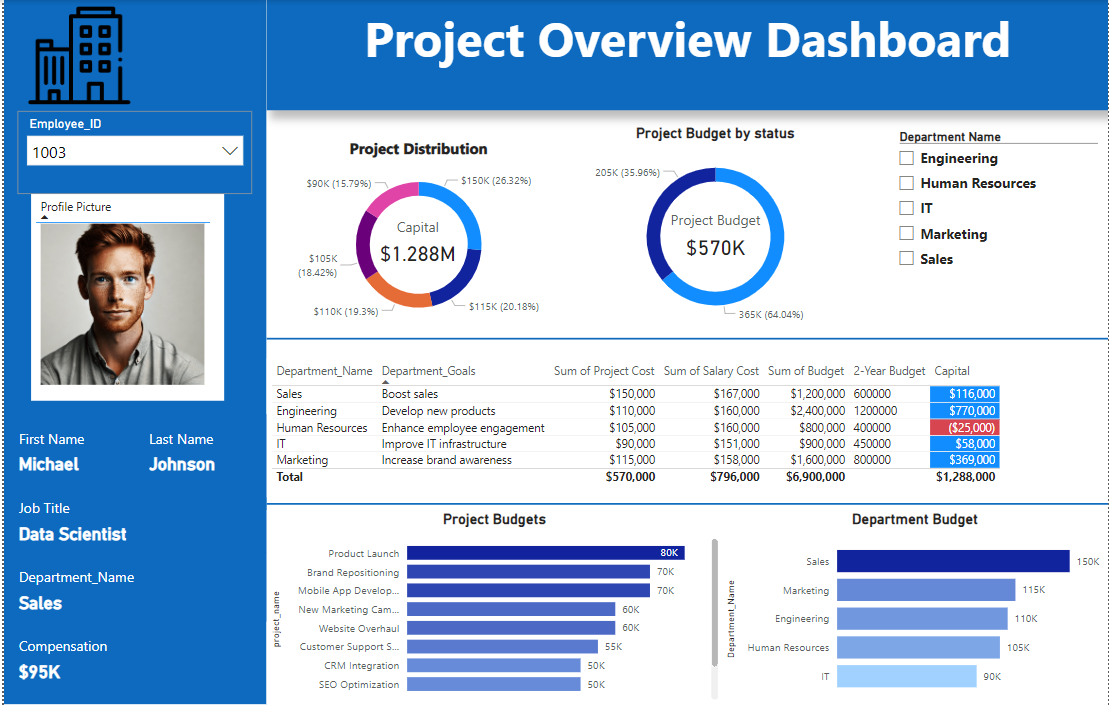 Project Overview Dashboard
Employee_ID
1003
Profile Picture
First Name Last Name
Michael Johnson
Job Title
Data Scientist
Department_Name
Sales
Compensation
$95K
Project Distribution
$90K (15.79%)
$150K (26.32%)
Capital
$1.288M
$105K
(18.42%)
$110K (19.3%)
$115K (20.18%)
Project Budget by status
205K (35.96%)
Project Budget
$570K
365K (64.04%)
Department Name
Engineering
Human Resources
IT
Marketing
Sales
Department_Name Department_Goals Sum of Project Cost Sum of Salary Cost Sum of Budget 2-Year Budget Capital
Sales Boost sales $150,000 $167,000 $1,200,000 600000 $116,000
Engineering Develop new products $110,000 $160,000 $2,400,000 1200000 $770,000
Human Resources Enhance employee engagement $105,000 $160,000 $800,000 400000 ($25,000)
IT Improve IT infrastructure $90,000 $151,000 $900,000 450000 $58,000
Marketing Increase brand awareness $115,000 $158,000 $1,600,000 800000 $369,000
Total $570,000 $796,000 $6,900,000 $1,288,000
Project Budgets
project_name
Product Launch 80K
Brand Repositioning 70K
Mobile App Develop... 70K
New Marketing Cam... 60K
Website Overhaul 60K
Customer Support S... 55K
CRM Integration 50K
SEO Optimization 50K
Department Budget
Department_Name
Sales 150K
Marketing 115K
Engineering 110K
Human Resources 105K
IT 90K